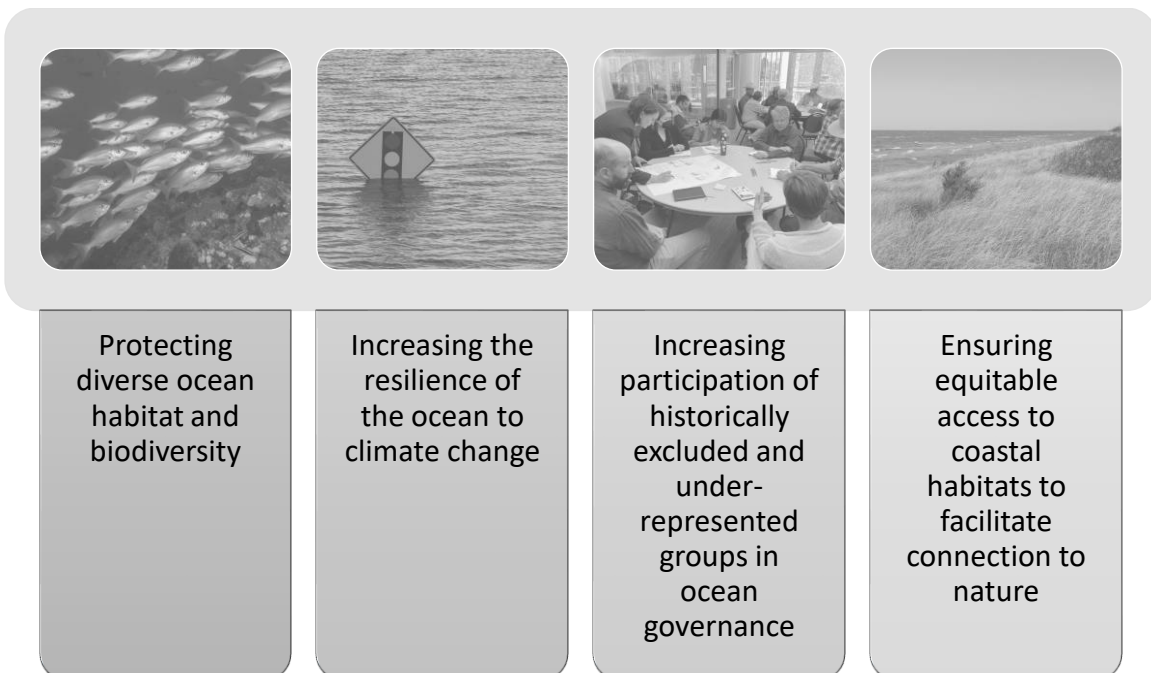 Protecting
diverse ocean
habitat and
biodiversity
Increasing the
resilience of
the ocean to
climate change
Increasing
participation of
historically
excluded and
under-
represented
groups in
ocean
governance
Ensuring
equitable
access to
coastal
habitats to
facilitate
connection to
nature